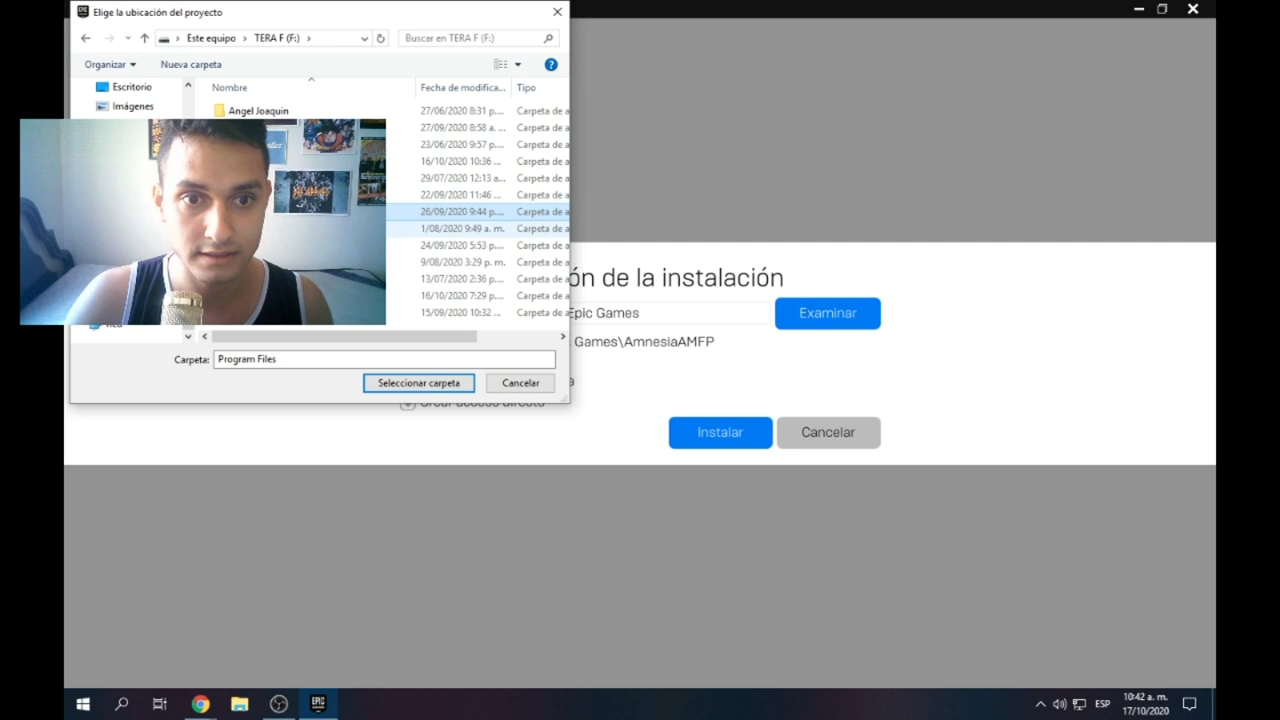 Elige la ubicación del proyecto
Este equipo > TERA F (F:) >
Buscar en TERA F (F:)
Organizar
Nueva carpeta
Escritorio
Imágenes
Nombre
Fecha de modifica...
Tipo
Angel Joaquin
27/06/2020 8:31 p....
Carpeta de a
27/09/2020 8:58 a. ...
Carpeta de a
23/06/2020 9:57 p....
Carpeta de a
16/10/2020 10:36 ...
Carpeta de a
29/07/2020 12:13 a...
Carpeta de a
22/09/2020 11:46 ...
Carpeta de a
26/09/2020 9:44 p....
Carpeta de a
1/08/2020 9:49 a. m.
Carpeta de a
24/09/2020 5:53 p....
Carpeta de a
9/08/2020 3:29 p. m.
Carpeta de a
13/07/2020 2:36 p....
Carpeta de a
16/10/2020 7:29 p....
Carpeta de a
15/09/2020 10:32 ...
Carpeta de a
Carpeta:
Program Files
Seleccionar carpeta
Cancelar
ón de la instalación
Epic Games
Examinar
Games\AmnesiaAMFP
a
Crear acceso directo
Instalar
Cancelar
EPIC
ESP
10:42 a. m.
17/10/2020